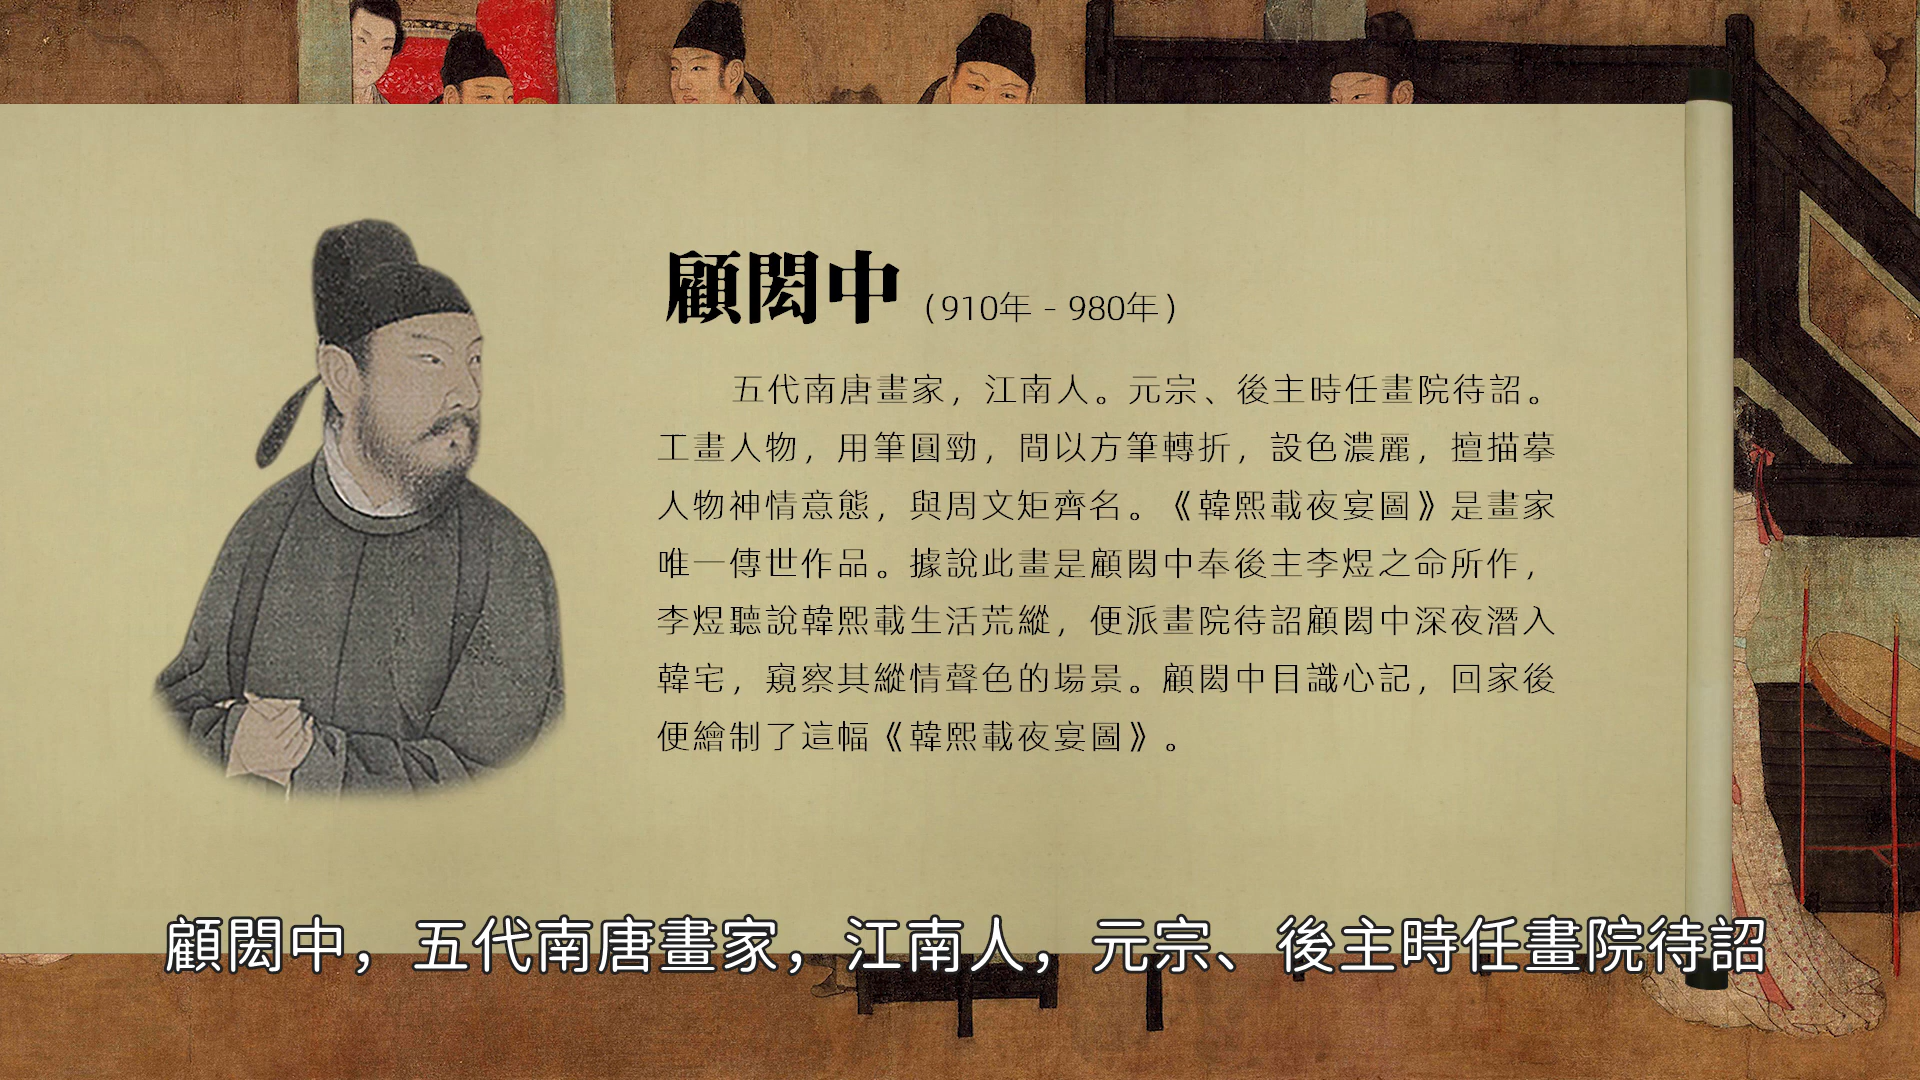 顧閎中（910年 - 980年）
五代南唐畫家，江南人。元宗、後主時任畫院待詔。
工畫人物，用筆圓勁，間以方筆轉折，設色濃麗，擅描摹
人物神情意態，與周文矩齊名。《韓熙載夜宴圖》是畫家
唯一傳世作品。據說此畫是顧閎中奉後主李煜之命所作，
李煜聽說韓熙載生活荒縱，便派畫院待詔顧閎中深夜潛入
韓宅，窺察其縱情聲色的場景。顧閎中目識心記，回家後
便繪制了這幅《韓熙載夜宴圖》。
顧閎中，五代南唐畫家，江南人，元宗、後主時任畫院待詔